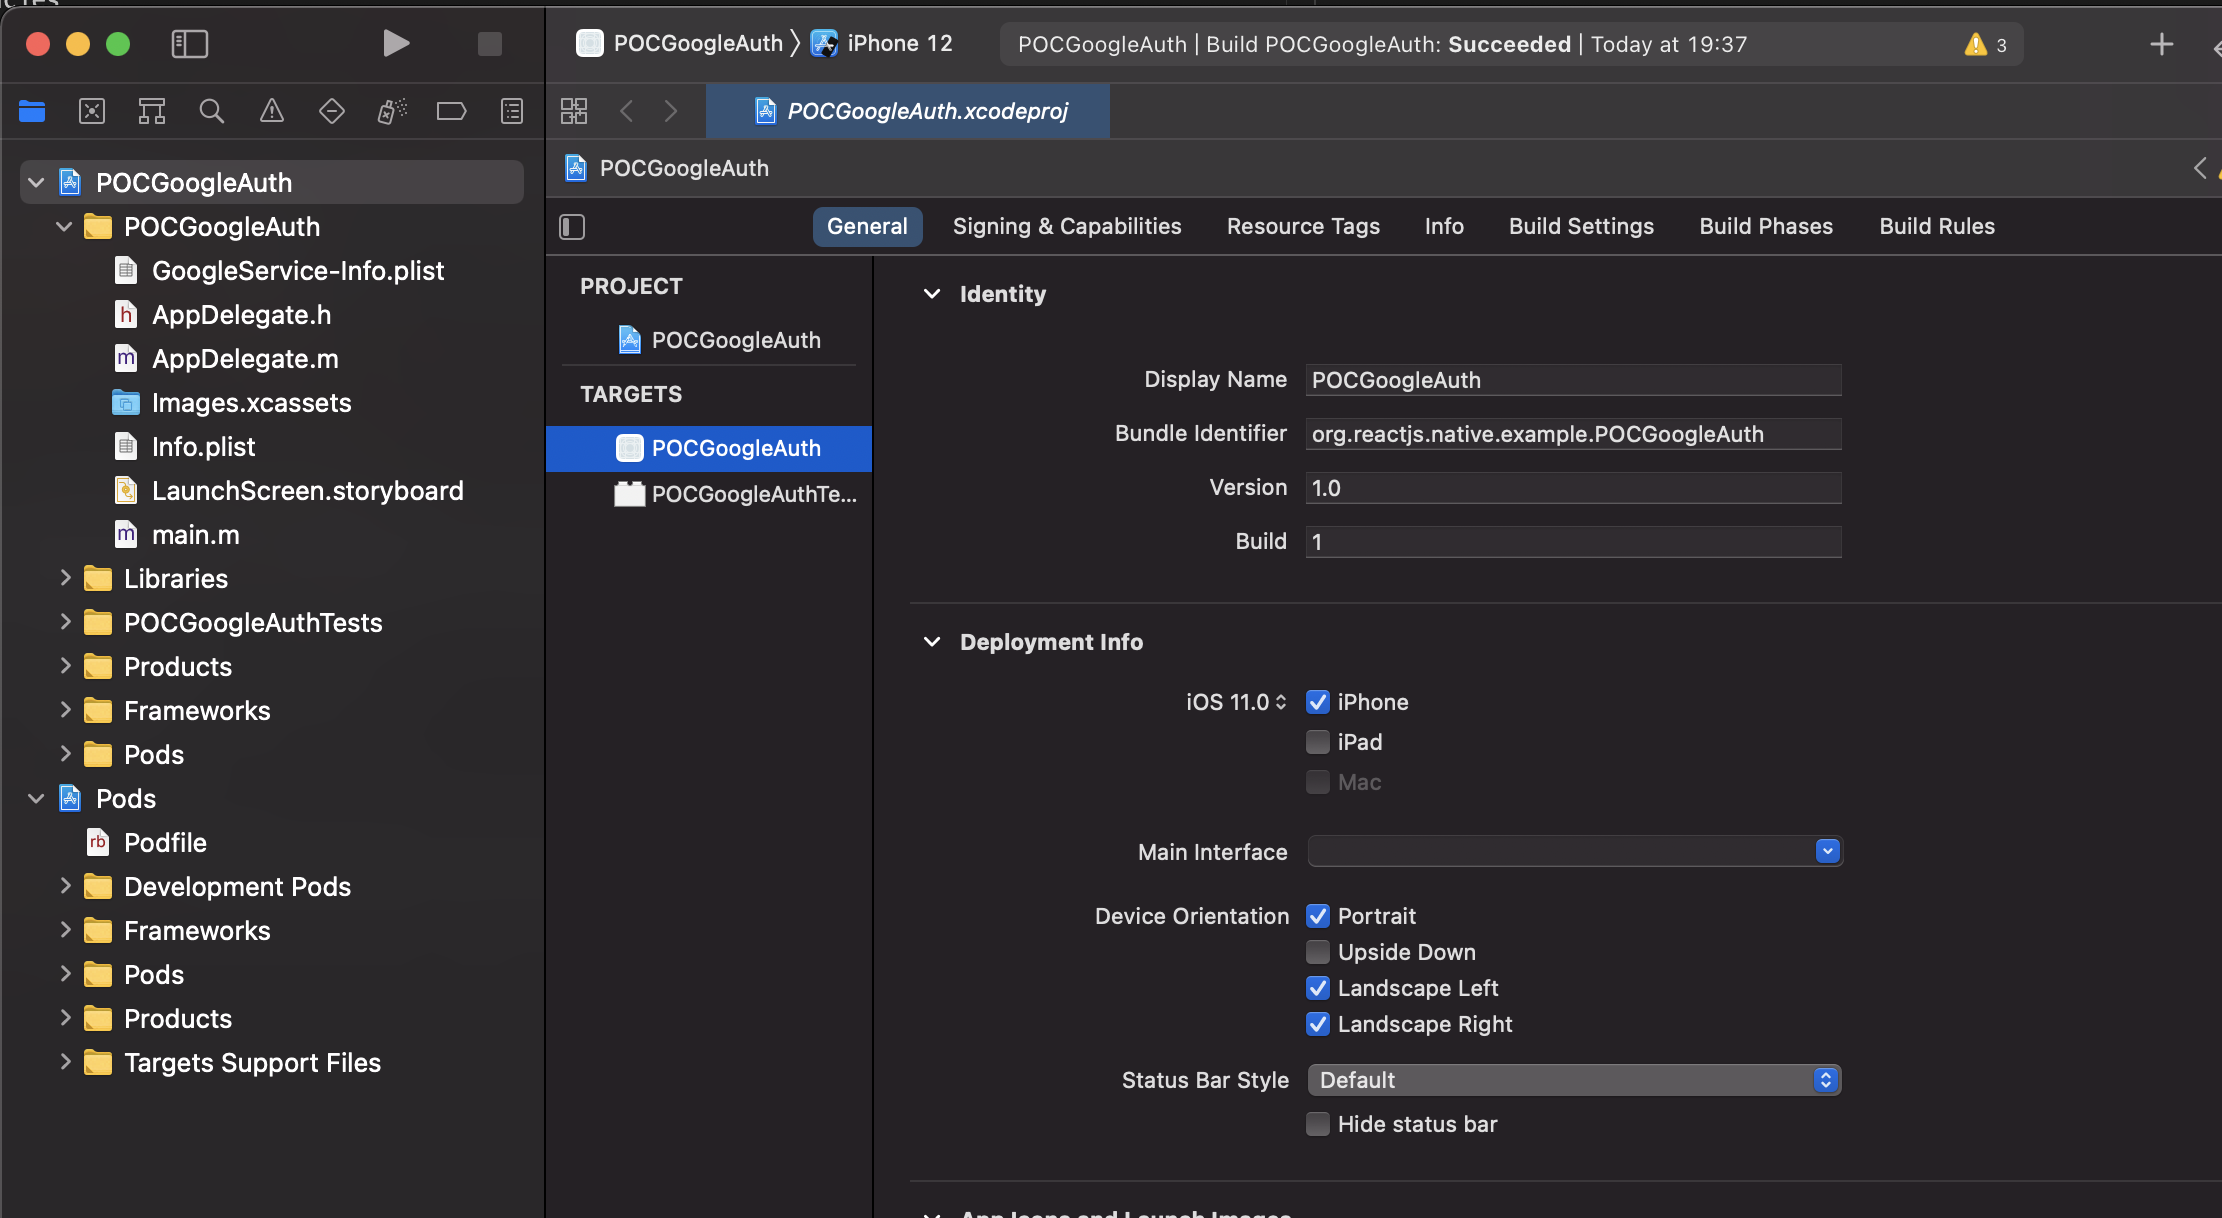 POCGoogleAuth
iPhone 12
POCGoogleAuth | Build POCGoogleAuth: Succeeded | Today at 19:37
3
POCGoogleAuth.xcodeproj
POCGoogleAuth
General
Signing & Capabilities
Resource Tags
Info
Build Settings
Build Phases
Build Rules
POCGoogleAuth
POCGoogleAuth
GoogleService-Info.plist
h AppDelegate.h
m AppDelegate.m
Images.xcassets
Info.plist
LaunchScreen.storyboard
m main.m
Libraries
POCGoogleAuthTests
Products
Frameworks
Pods
Pods
rb Podfile
Development Pods
Frameworks
Pods
Products
Targets Support Files
PROJECT
POCGoogleAuth
TARGETS
POCGoogleAuth
POCGoogleAuthTe...
Identity
Display Name POCGoogleAuth
Bundle Identifier org.reactjs.native.example.POCGoogleAuth
Version 1.0
Build 1
Deployment Info
iOS 11.0 iPhone
iPad
Mac
Main Interface
Device Orientation Portrait
Upside Down
Landscape Left
Landscape Right
Status Bar Style Default
Hide status bar
App Icons and Launch Images